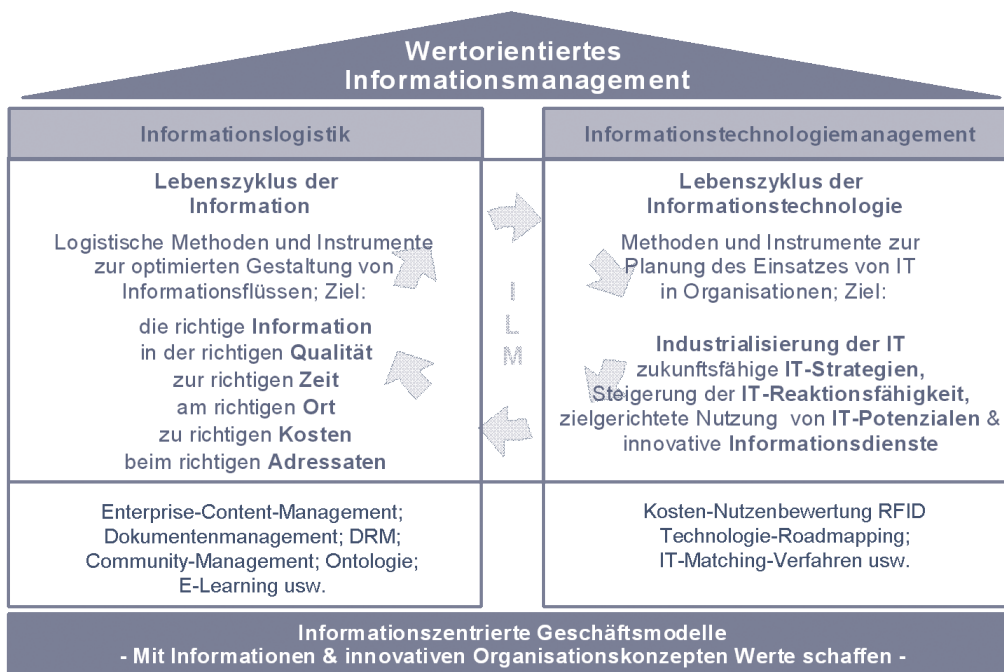 Wertorientiertes
Informationsmanagement
Informationslogistik
Lebenszyklus der
Information
Logistische Methoden und Instrumente
zur optimierten Gestaltung von
Informationsflüssen; Ziel:
die richtige Information
in der richtigen Qualität
zur richtigen Zeit
am richtigen Ort
zu richtigen Kosten
beim richtigen Adressaten
Enterprise-Content-Management;
Dokumentenmanagement; DRM;
Community-Management; Ontologie;
E-Learning usw.
I
L
M
Informationstechnologiemanagement
Lebenszyklus der
Informationstechnologie
Methoden und Instrumente zur
Planung des Einsatzes von IT
in Organisationen; Ziel:
Industrialisierung der IT
zukunftsfähige IT-Strategien,
Steigerung der IT-Reaktionsfähigkeit,
zielgerichtete Nutzung von IT-Potenzialen &
innovative Informationsdienste
Kosten-Nutzenbewertung RFID
Technologie-Roadmapping;
IT-Matching-Verfahren usw.
Informationszentrierte Geschäftsmodelle
- Mit Informationen & innovativen Organisationskonzepten Werte schaffen -